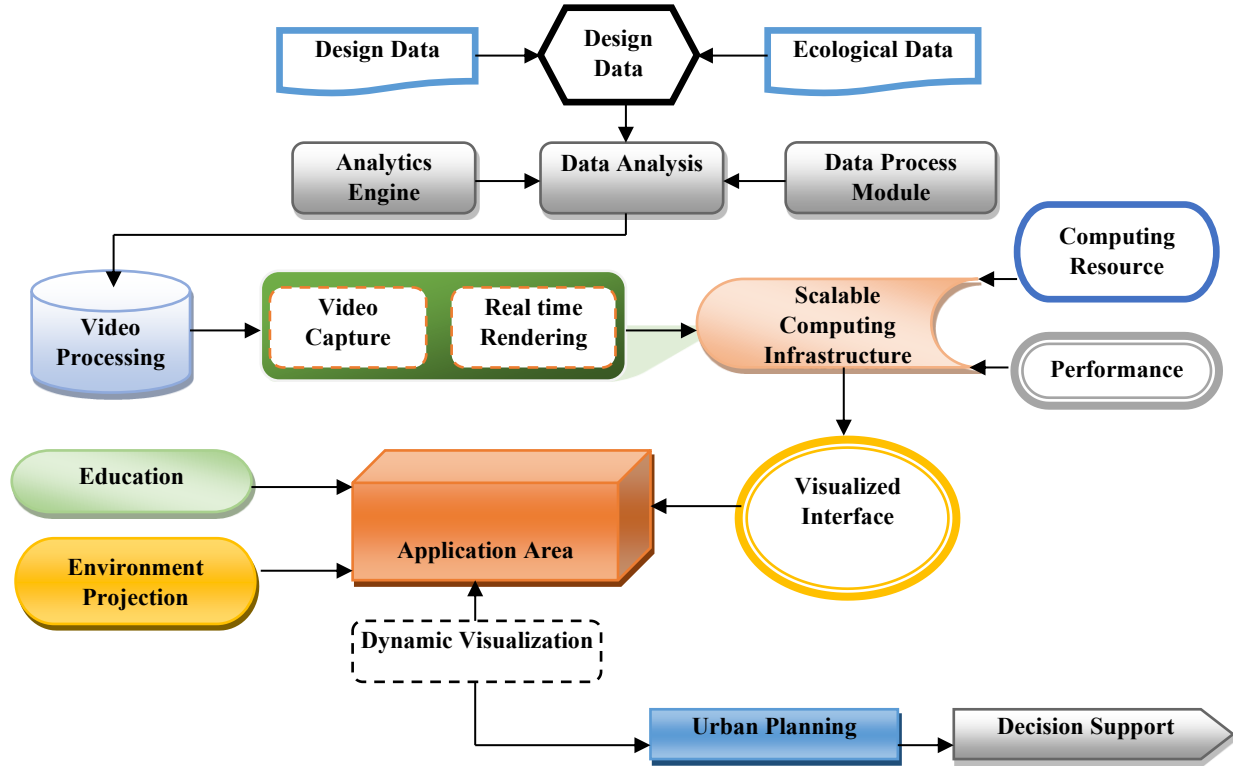 Design Data
Design
Data
Ecological Data
Analytics
Engine
Data Analysis
Data Process
Module
Computing
Resource
Video
Processing
Video
Capture
Real time
Rendering
Scalable
Computing
Infrastructure
Performance
Education
Visualized
Interface
Application Area
Environment
Projection
Dynamic Visualization
Urban Planning
Decision Support